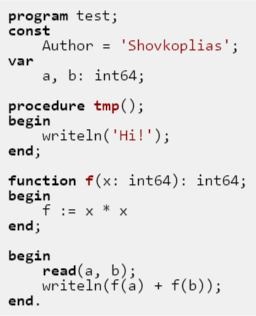 program test;
const
    Author = 'Shovkoplias';
var
    a, b: int64;

procedure tmp();
begin
    writeln('Hi!');
end;

function f(x: int64): int64;
begin
    f := x * x
end;

begin
    read(a, b);
    writeln(f(a) + f(b));
end.